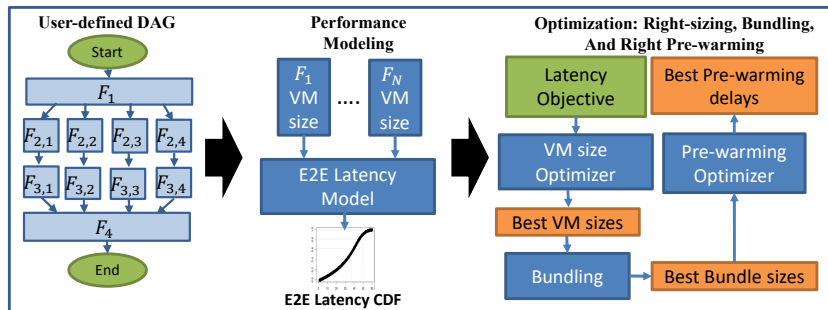 User-defined DAG
Start
F1
F2,1 F2,2 F2,3 F2,4
F3,1 F3,2 F3,3 F3,4
F4
End
Performance
Modeling
F1
VM
size
....
FN
VM
size
E2E Latency
Model
E2E Latency CDF
Optimization: Right-sizing, Bundling,
And Right Pre-warming
Latency
Objective
VM size
Optimizer
Best VM sizes
Bundling
Best Bundle sizes
Pre-warming
Optimizer
Best Pre-warming
delays